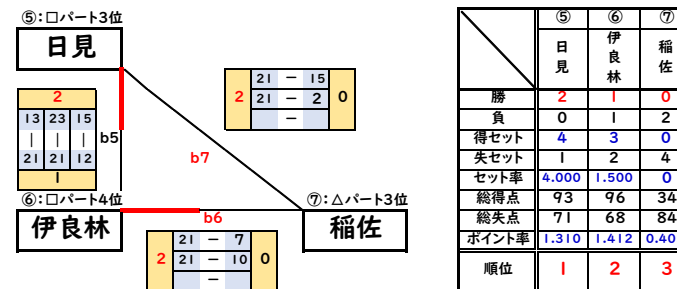 ⑤:□パート3位
日見
2
13 23 15
| | |
21 21 12
1
b5
2 21 － 15 0
21 － 2
－
b7
⑥:□パート4位
伊良林
b6
⑦:△パート3位
稲佐
2 21 － 7 0
21 － 10
－
⑤ ⑥ ⑦
日見 伊良林 稲佐
勝 2 1 0
負 0 1 2
得セット 4 3 0
失セット 1 2 4
セット率 4.000 1.500 0
総得点 93 96 34
総失点 71 68 84
ポイント率 1.310 1.412 0.40
順位 1 2 3